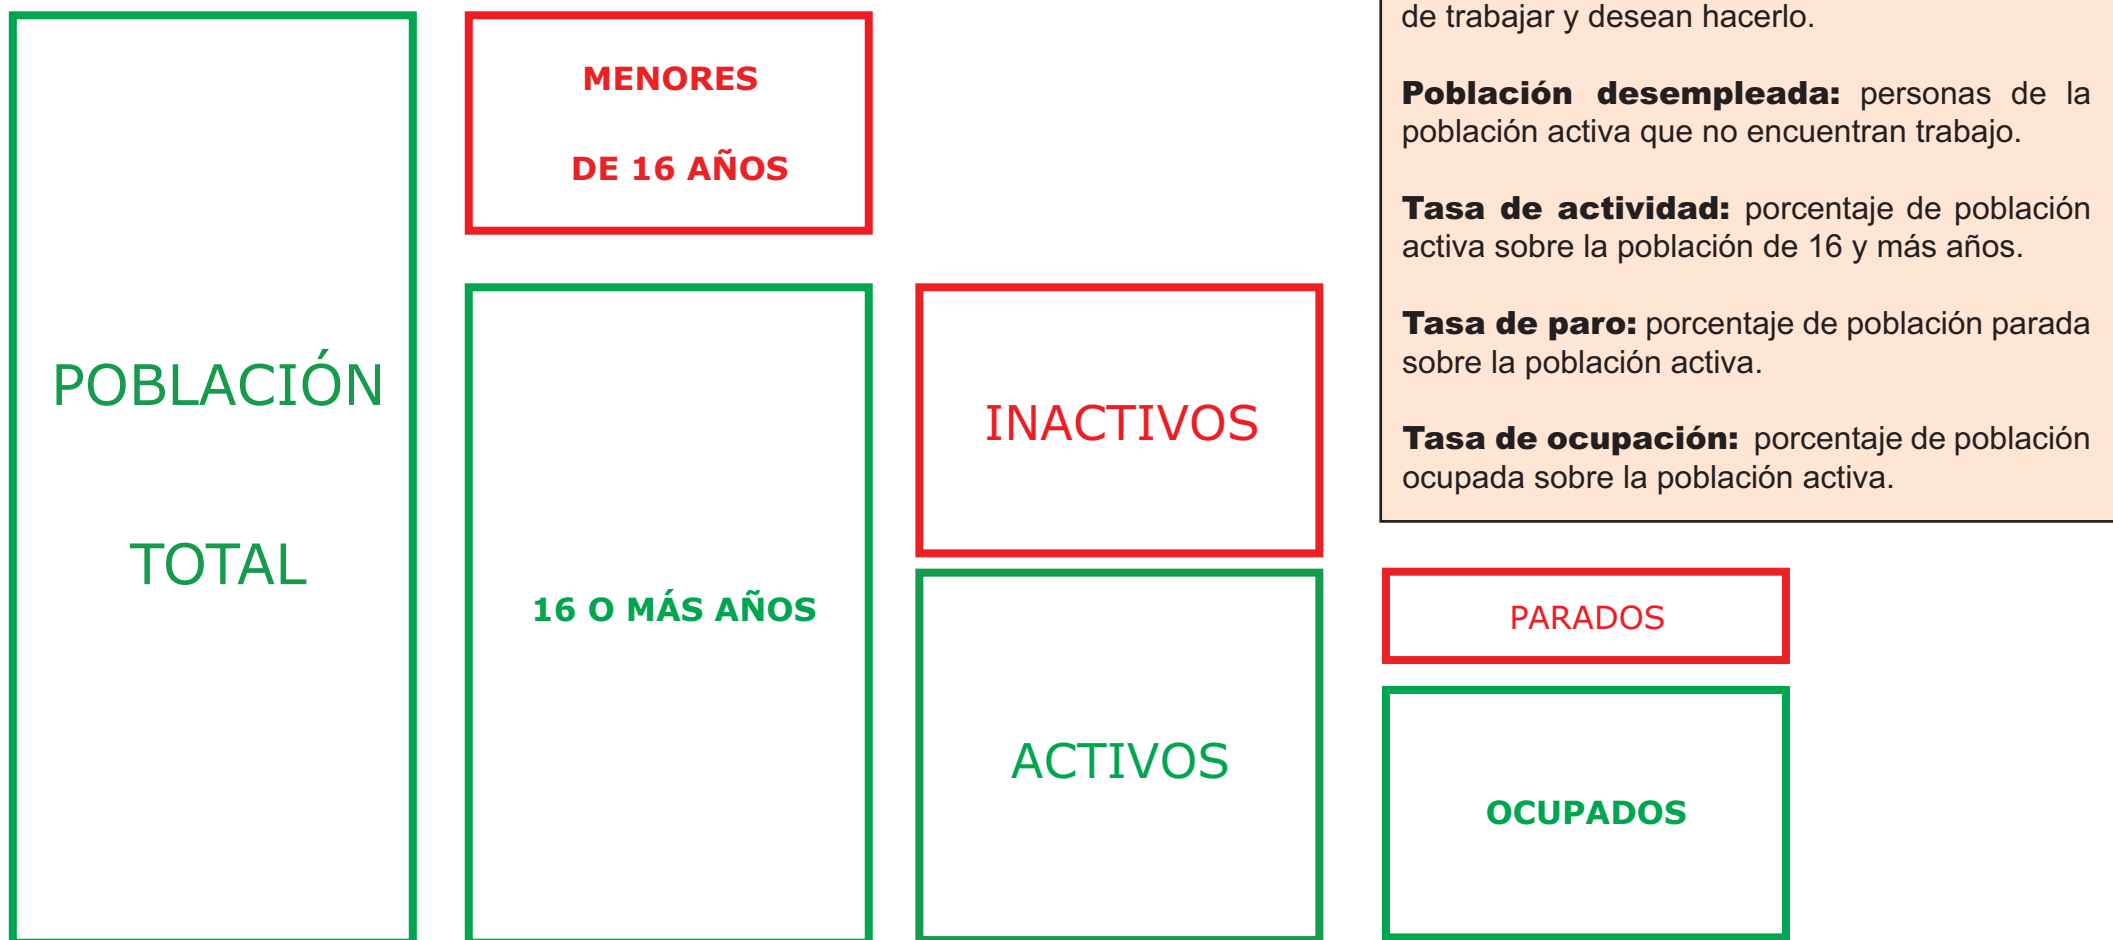 POBLACIÓN
TOTAL
MENORES
DE 16 AÑOS
16 O MÁS AÑOS
INACTIVOS
ACTIVOS
de trabajar y desean hacerlo.
Población desempleada: personas de la
población activa que no encuentran trabajo.
Tasa de actividad: porcentaje de población
activa sobre la población de 16 y más años.
Tasa de paro: porcentaje de población parada
sobre la población activa.
Tasa de ocupación: porcentaje de población
ocupada sobre la población activa.
PARADOS
OCUPADOS